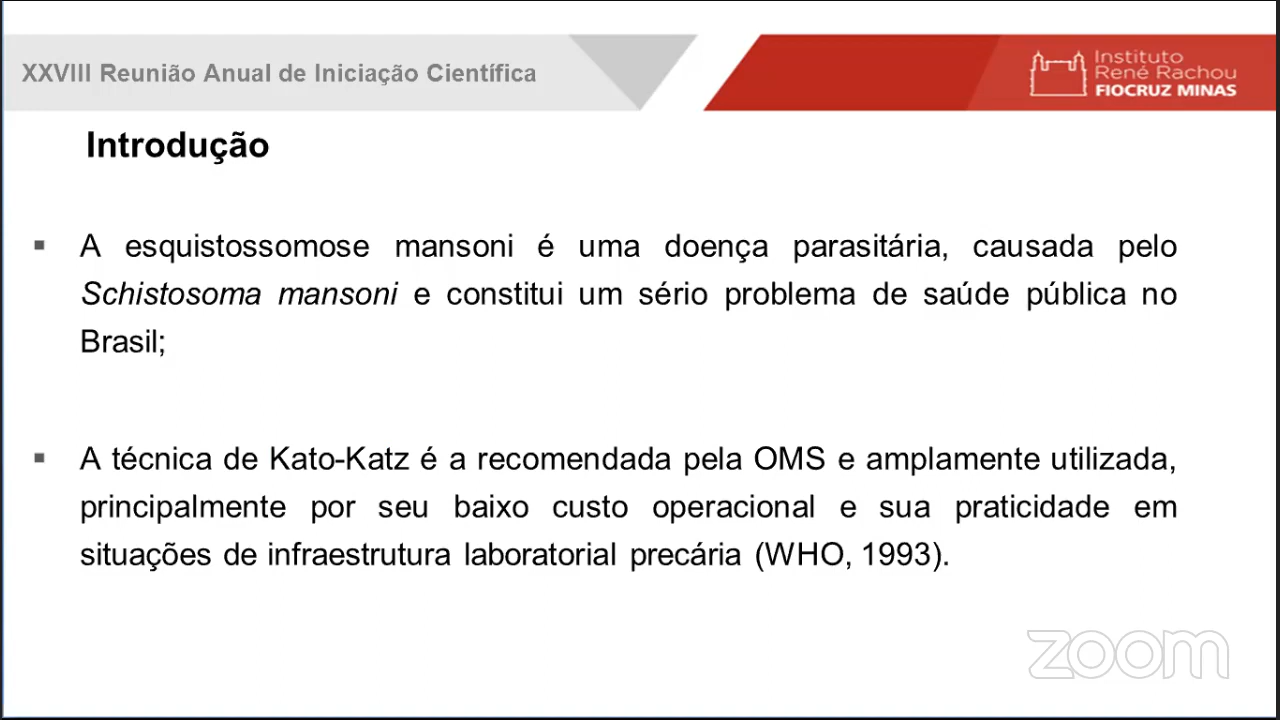 XXVIII Reunião Anual de Iniciação Científica
Instituto
René Rachou
FIOCRUZ MINAS
Introdução
▪ A esquistossomose mansoni é uma doença parasitária, causada pelo
Schistosoma mansoni e constitui um sério problema de saúde pública no
Brasil;
▪ A técnica de Kato-Katz é a recomendada pela OMS e amplamente utilizada,
principalmente por seu baixo custo operacional e sua praticidade em
situações de infraestrutura laboratorial precária (WHO, 1993).
zoom